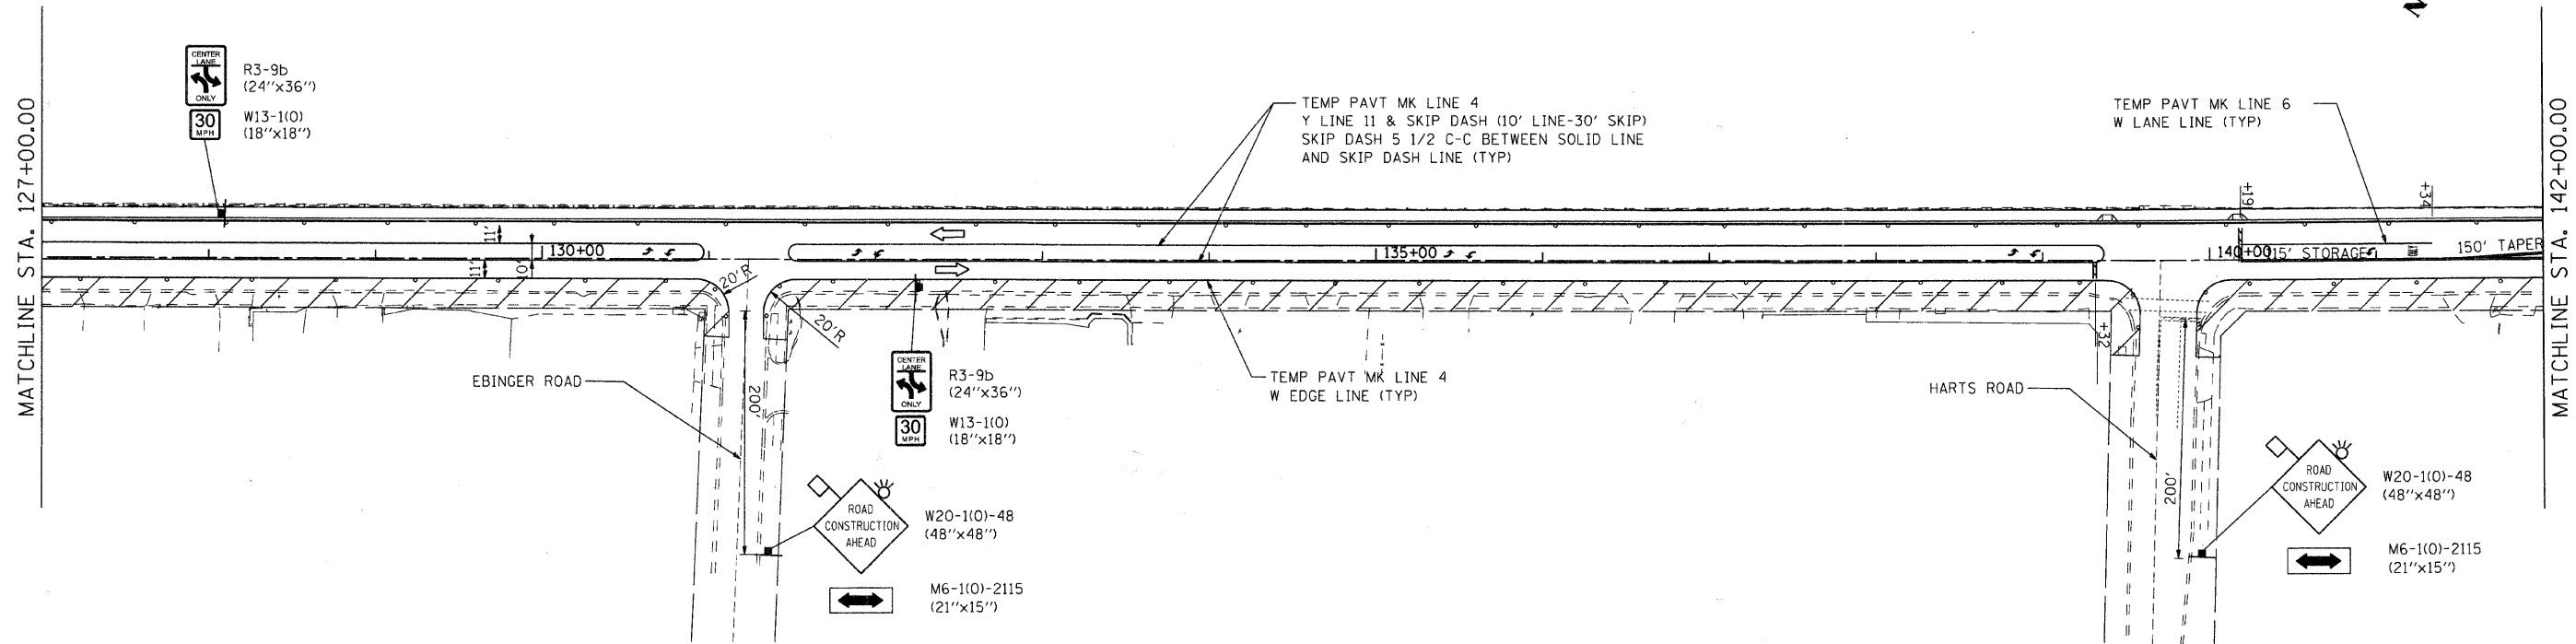 MATCHLINE STA. 127+00.00
CENTER
LANE
ONLY
R3-9b
(24"x36")
30
MPH
W13-1(O)
(18"x18")
TEMP PAVT MK LINE 4
Y LINE 11 & SKIP DASH (10' LINE-30' SKIP)
SKIP DASH 5 1/2 C-C BETWEEN SOLID LINE
AND SKIP DASH LINE (TYP)
TEMP PAVT MK LINE 6
W LANE LINE (TYP)
N
MATCHLINE STA. 142+00.00
+19
+34
11'
11'
10'
130+00
135+00
140+00
15' STORAGE
150' TAPER
20'R
20'R
200'
EBINGER ROAD
CENTER
LANE
ONLY
R3-9b
(24"x36")
30
MPH
W13-1(O)
(18"x18")
TEMP PAVT MK LINE 4
W EDGE LINE (TYP)
+32
HARTS ROAD
200'
ROAD
CONSTRUCTION
AHEAD
W20-1(O)-48
(48"x48")
M6-1(O)-2115
(21"x15")
ROAD
CONSTRUCTION
AHEAD
W20-1(O)-48
(48"x48")
M6-1(O)-2115
(21"x15")